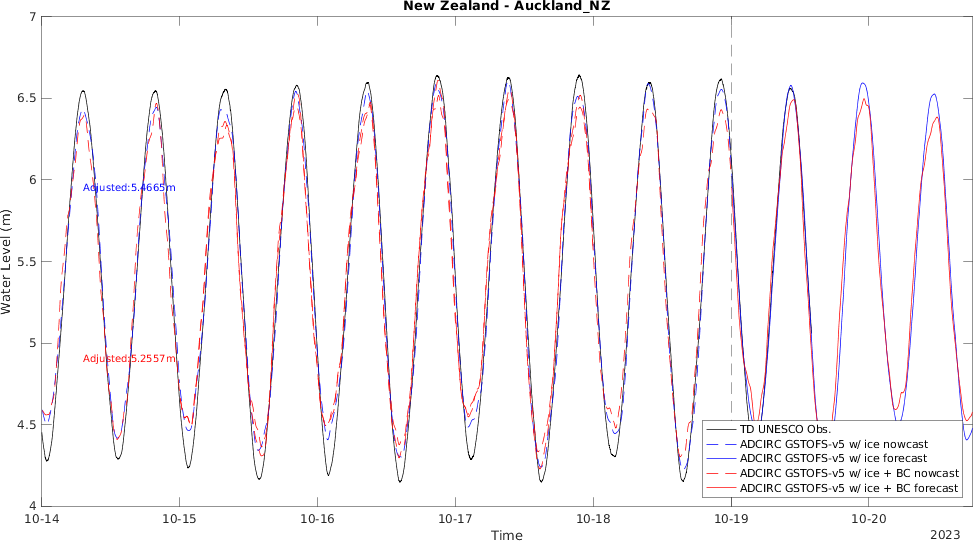 New Zealand - Auckland_NZ
7
6.5
6
5.5
5
4.5
4
Water Level (m)
Adjusted:5.4665m
Adjusted:5.2557m
TD UNESCO Obs.
ADCIRC GSTOFS-v5 w/ ice nowcast
ADCIRC GSTOFS-v5 w/ ice forecast
ADCIRC GSTOFS-v5 w/ ice + BC nowcast
ADCIRC GSTOFS-v5 w/ ice + BC forecast
10-14 10-15 10-16 10-17 10-18 10-19 10-20
Time
2023